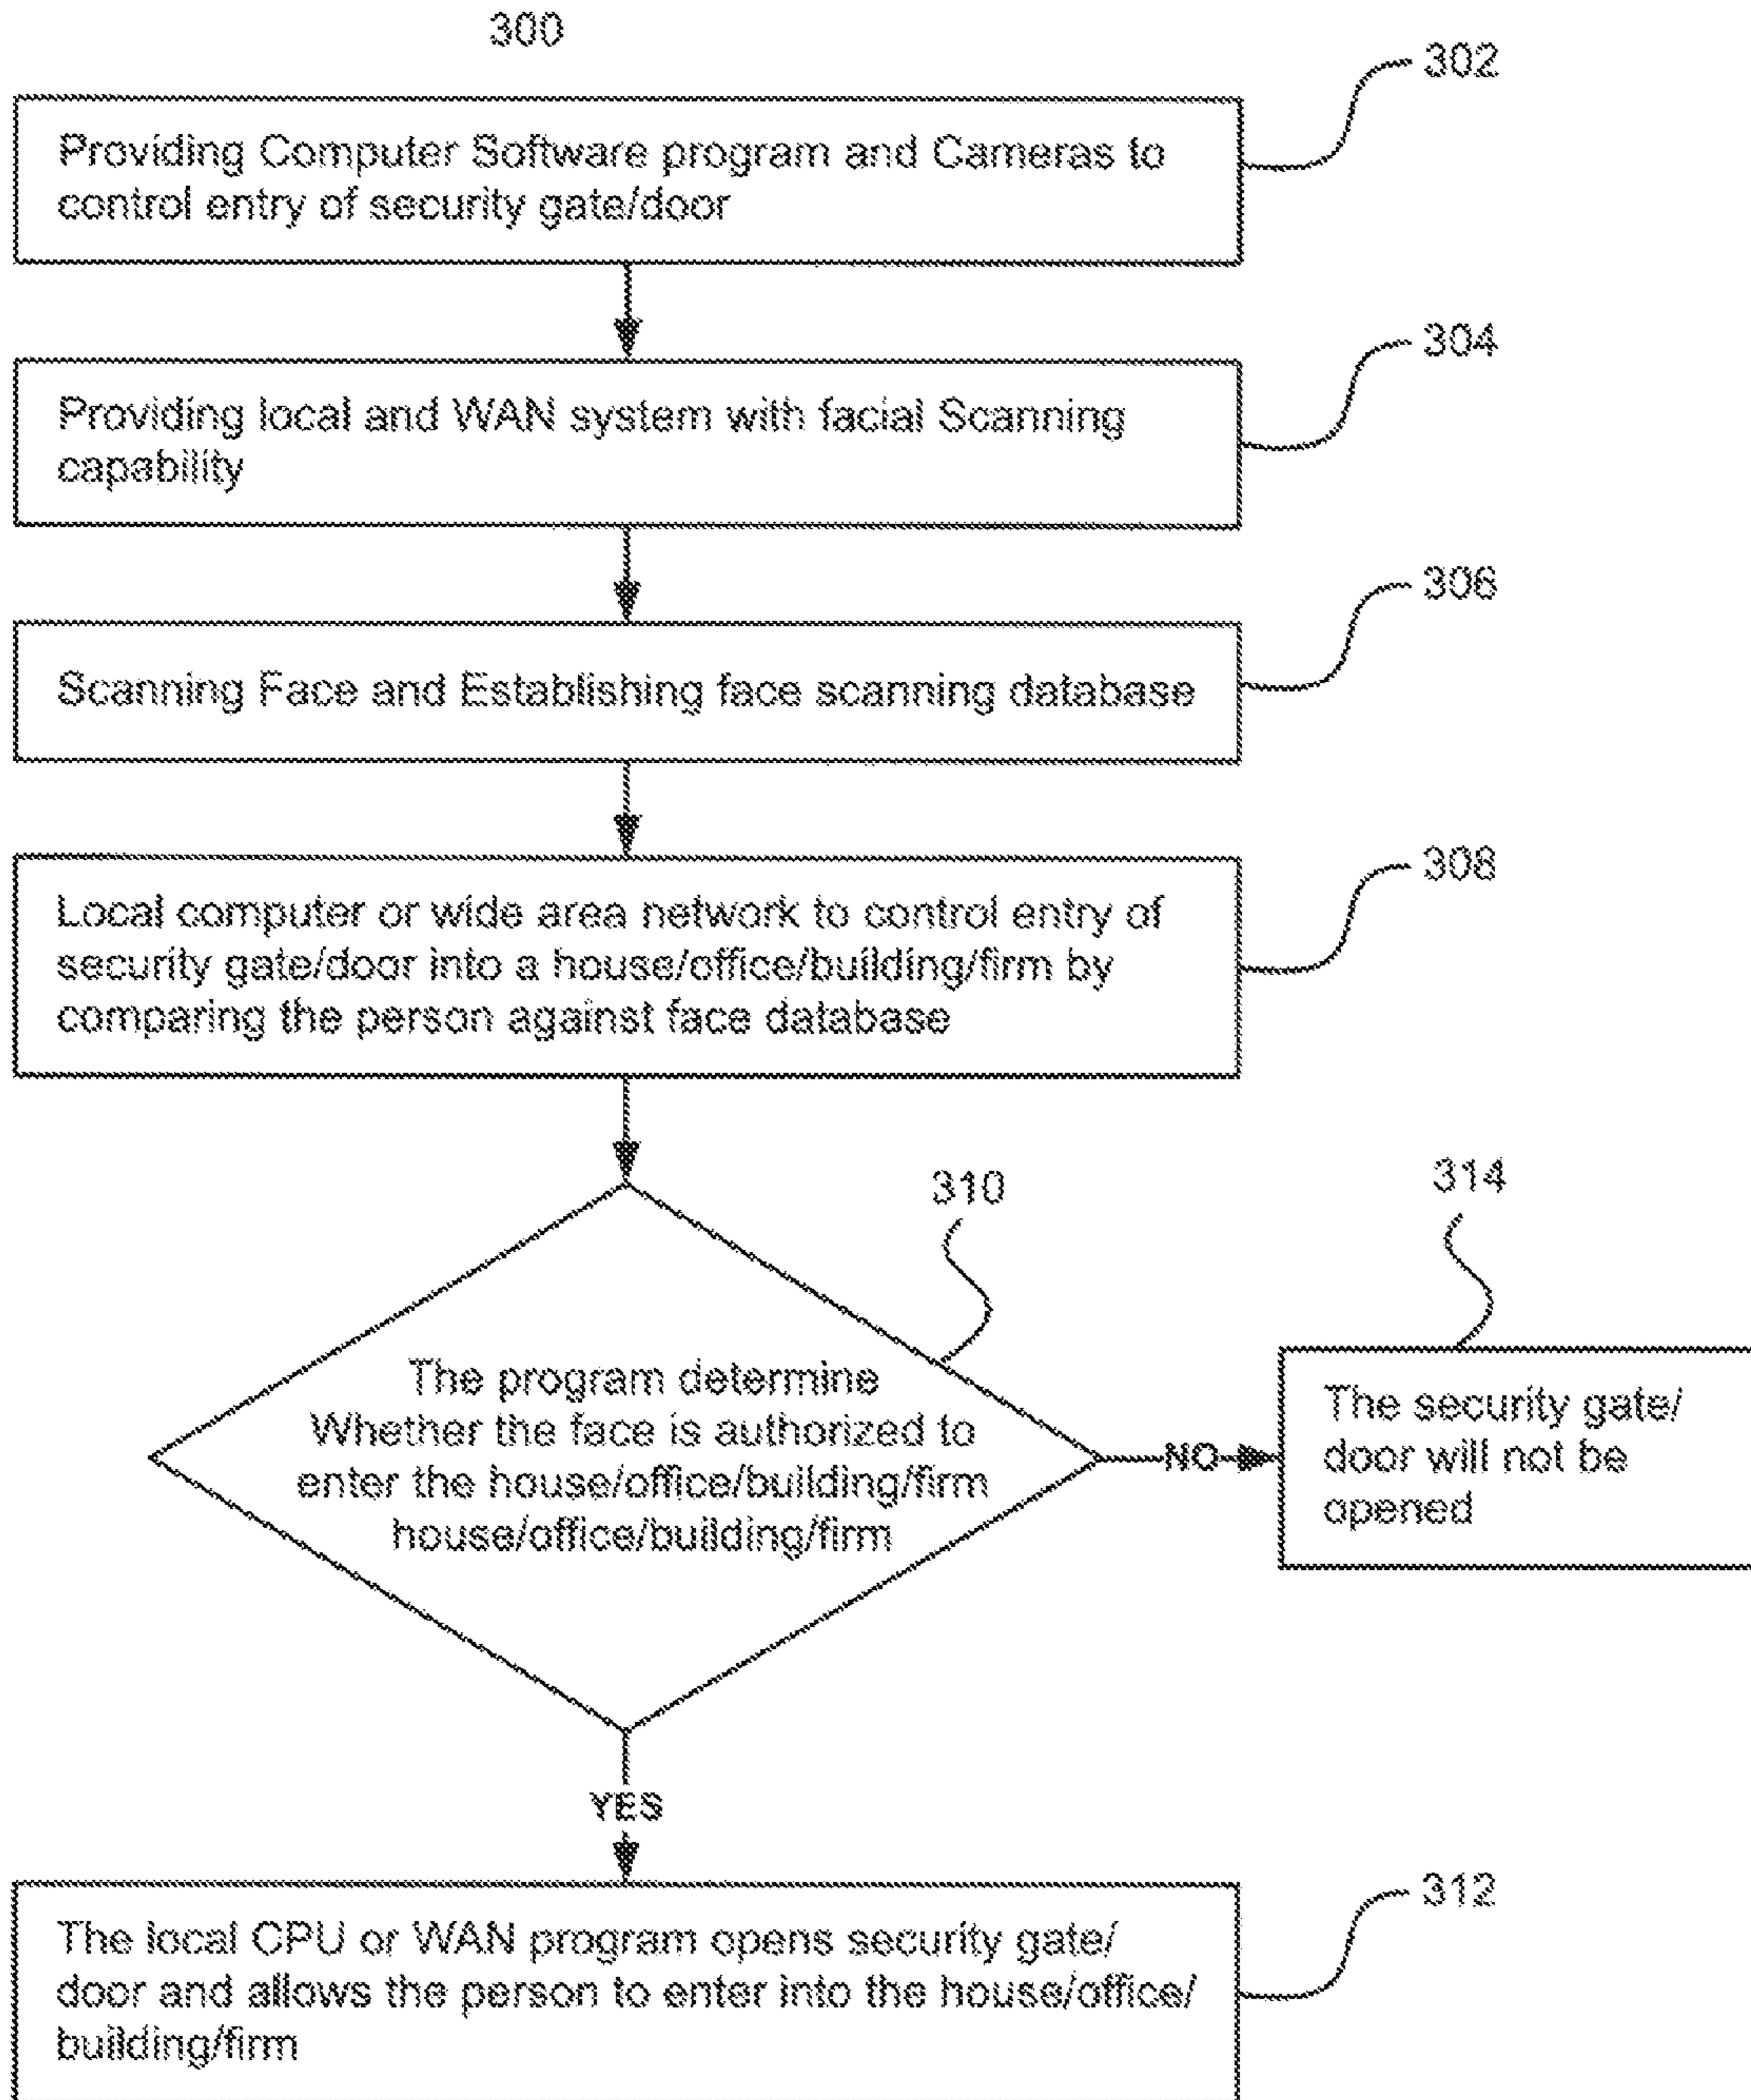 300
302
Providing Computer Software program and Cameras to
control entry of security gate/door
304
Providing local and WAN system with facial Scanning
capability
306
Scanning Face and Establishing face scanning database
308
Local computer or wide area network to control entry of
security gate/door into a house/office/building/firm by
comparing the person against face database
310
The program determine
Whether the face is authorized to
enter the house/office/building/firm
house/office/building/firm
NO
314
The security gate/
door will not be
opened
YES
312
The local CPU or WAN program opens security gate/
door and allows the person to enter into the house/office/
building/firm